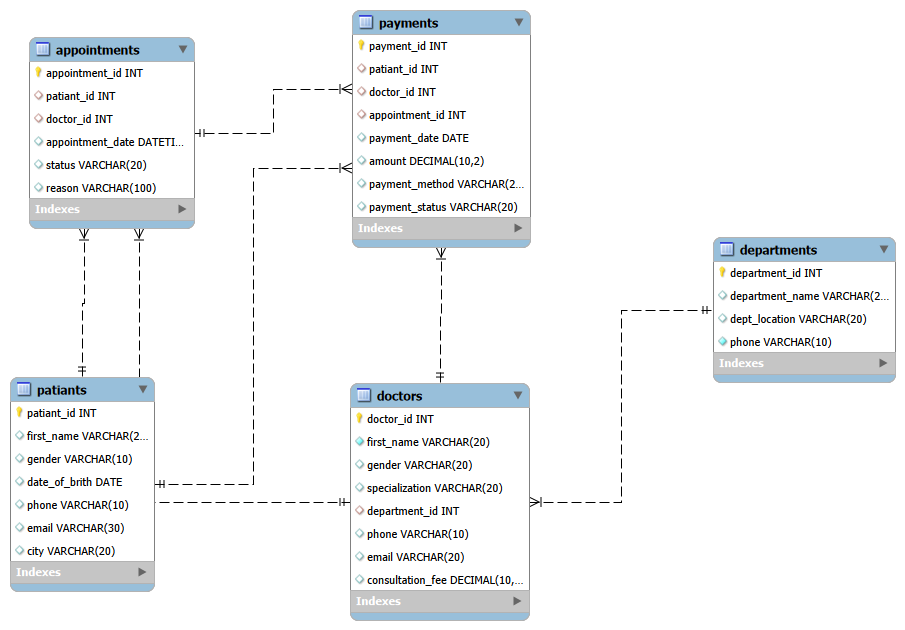 appointments
appointment_id INT
patiant_id INT
doctor_id INT
appointment_date DATETI...
status VARCHAR(20)
reason VARCHAR(100)
Indexes
payments
payment_id INT
patiant_id INT
doctor_id INT
appointment_id INT
payment_date DATE
amount DECIMAL(10,2)
payment_method VARCHAR(2...
payment_status VARCHAR(20)
Indexes
departments
department_id INT
department_name VARCHAR(2...
dept_location VARCHAR(20)
phone VARCHAR(10)
Indexes
patiants
patiant_id INT
first_name VARCHAR(2...
gender VARCHAR(10)
date_of_brith DATE
phone VARCHAR(10)
email VARCHAR(30)
city VARCHAR(20)
Indexes
doctors
doctor_id INT
first_name VARCHAR(20)
gender VARCHAR(20)
specialization VARCHAR(20)
department_id INT
phone VARCHAR(10)
email VARCHAR(20)
consultation_fee DECIMAL(10,...
Indexes